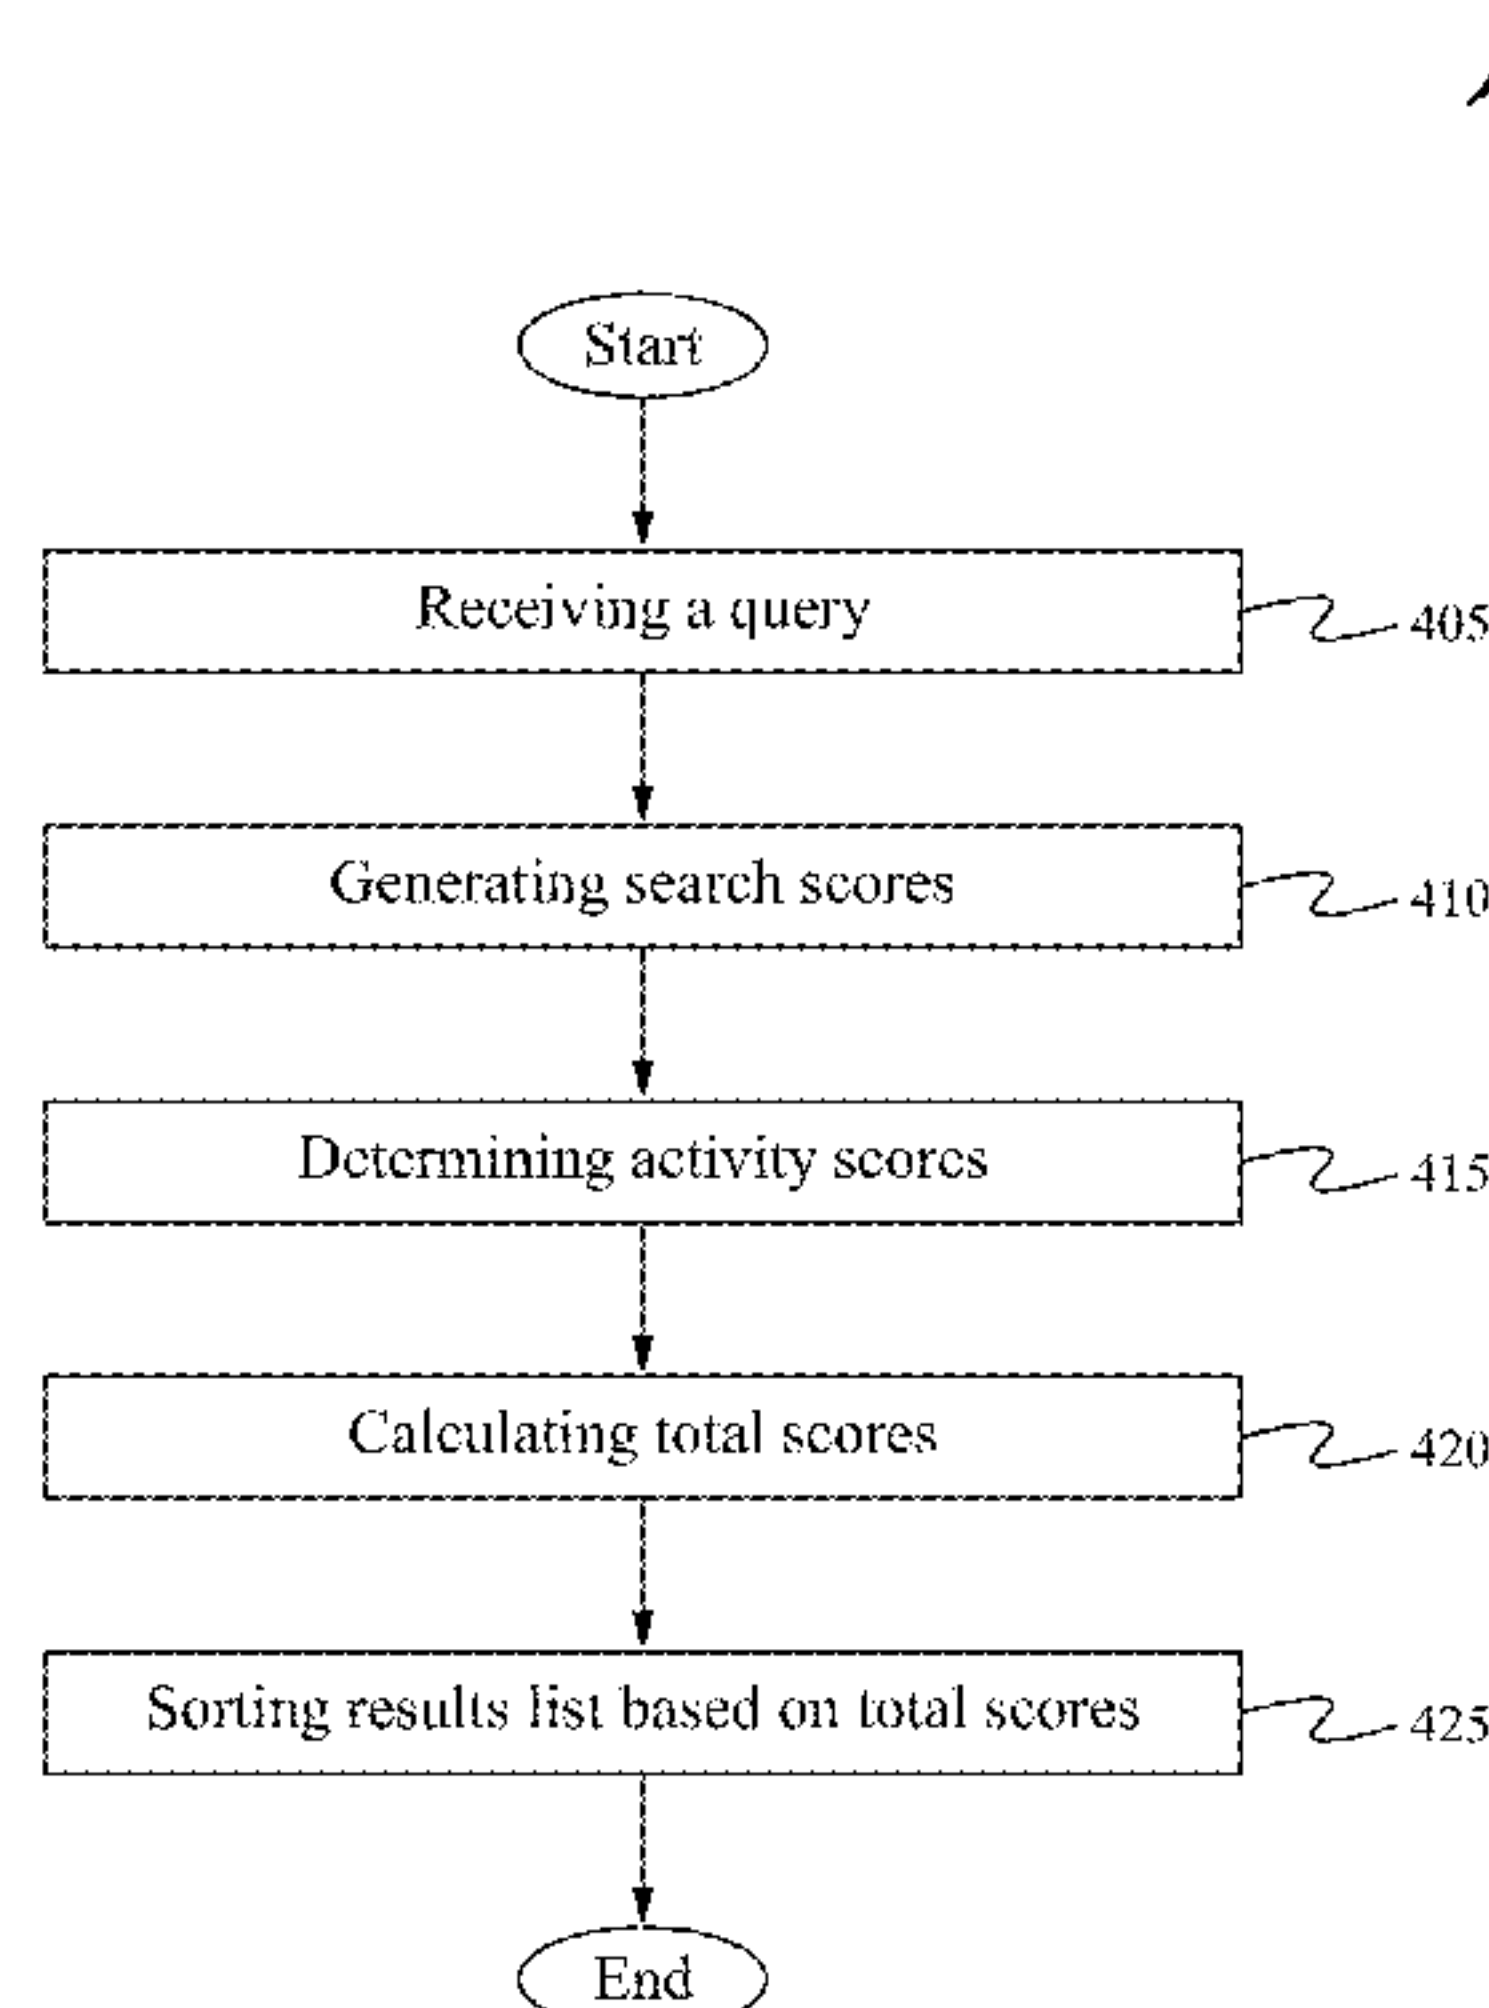 Start
Receiving a query
405
Generating search scores
410
Determining activity scores
415
Calculating total scores
420
Sorting results list based on total scores
425
End